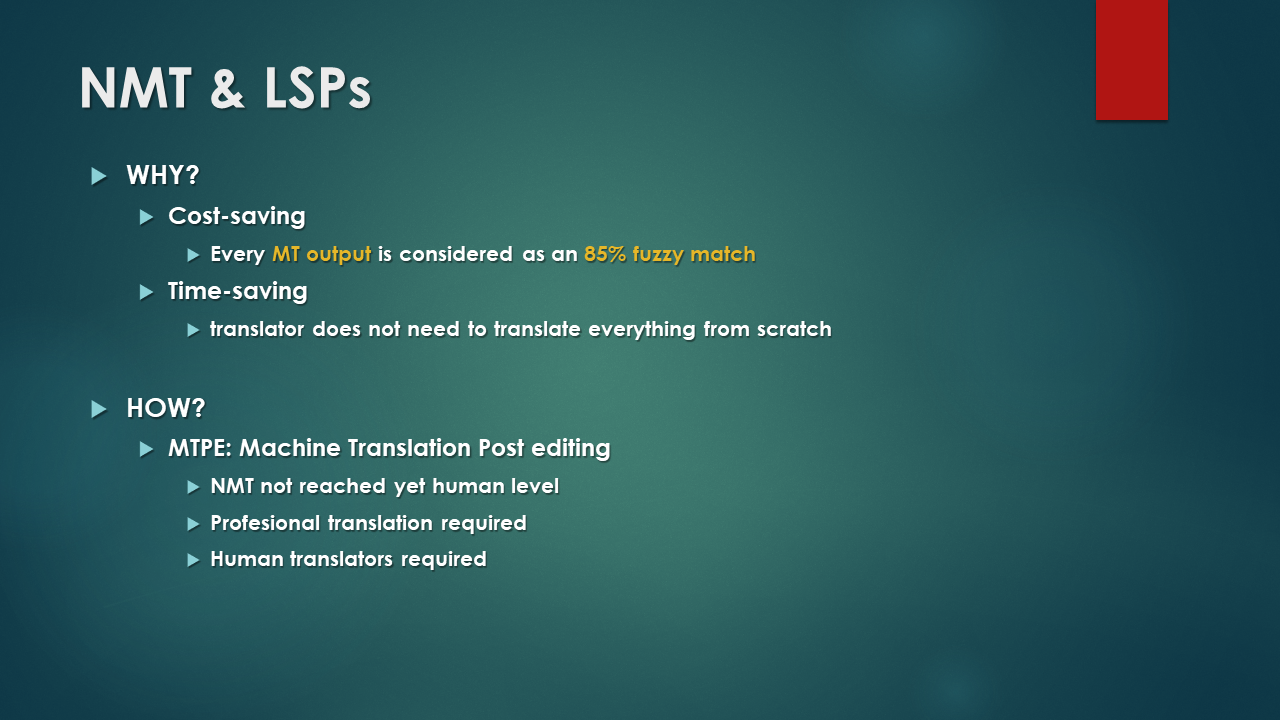 NMT & LSPs
WHY?
Cost-saving
Every MT output is considered as an 85% fuzzy match
Time-saving
translator does not need to translate everything from scratch
HOW?
MTPE: Machine Translation Post editing
NMT not reached yet human level
Profesional translation required
Human translators required